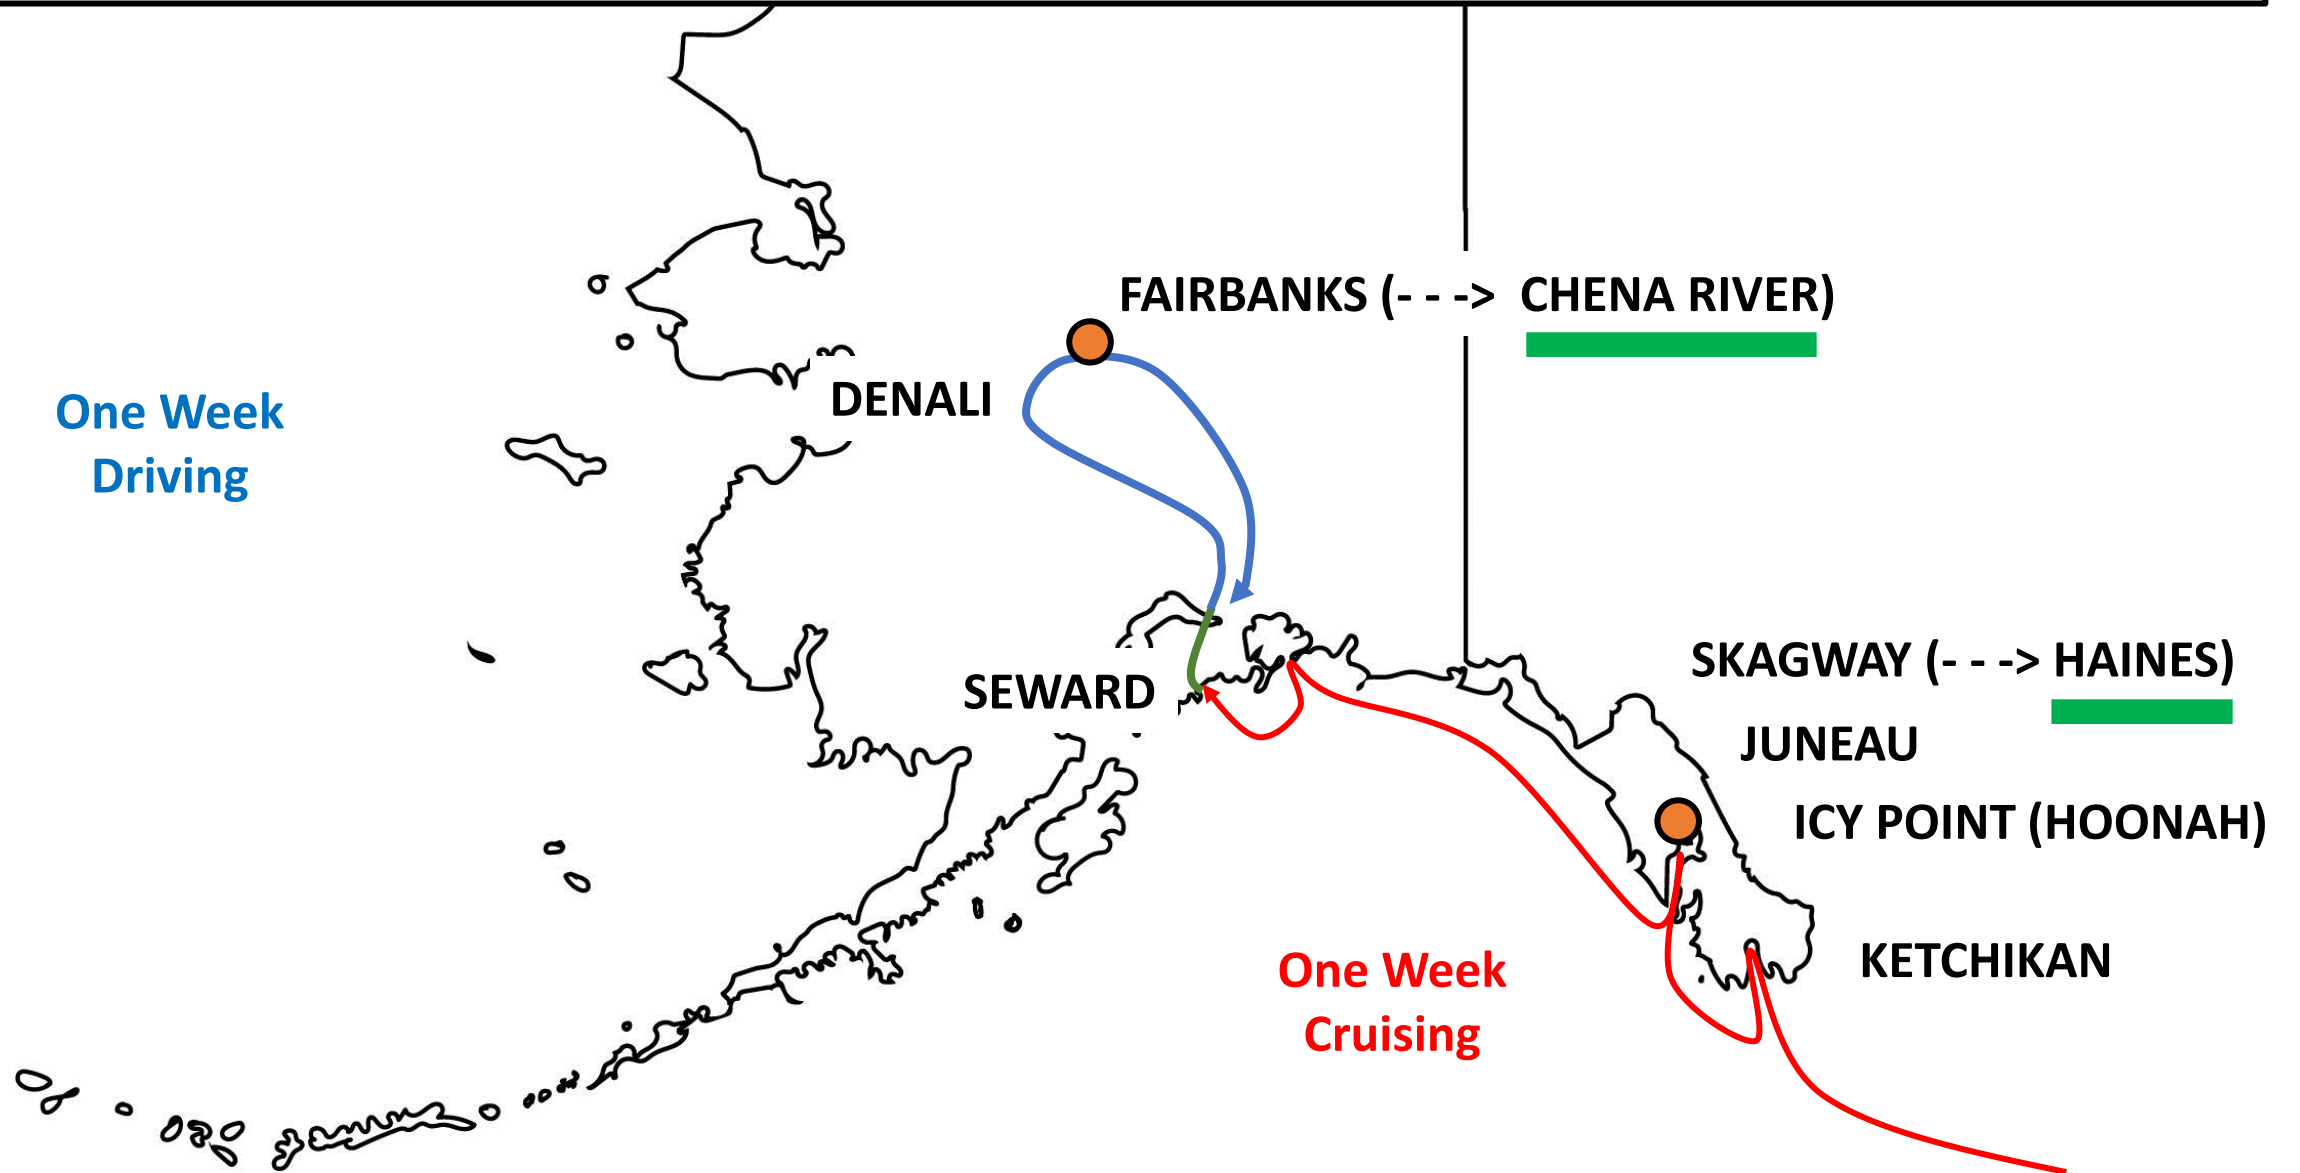 FAIRBANKS (- - -> CHENA RIVER)
DENALI
One Week
Driving
SKAGWAY (- - -> HAINES)
SEWARD
JUNEAU
ICY POINT (HOONAH)
KETCHIKAN
One Week
Cruising